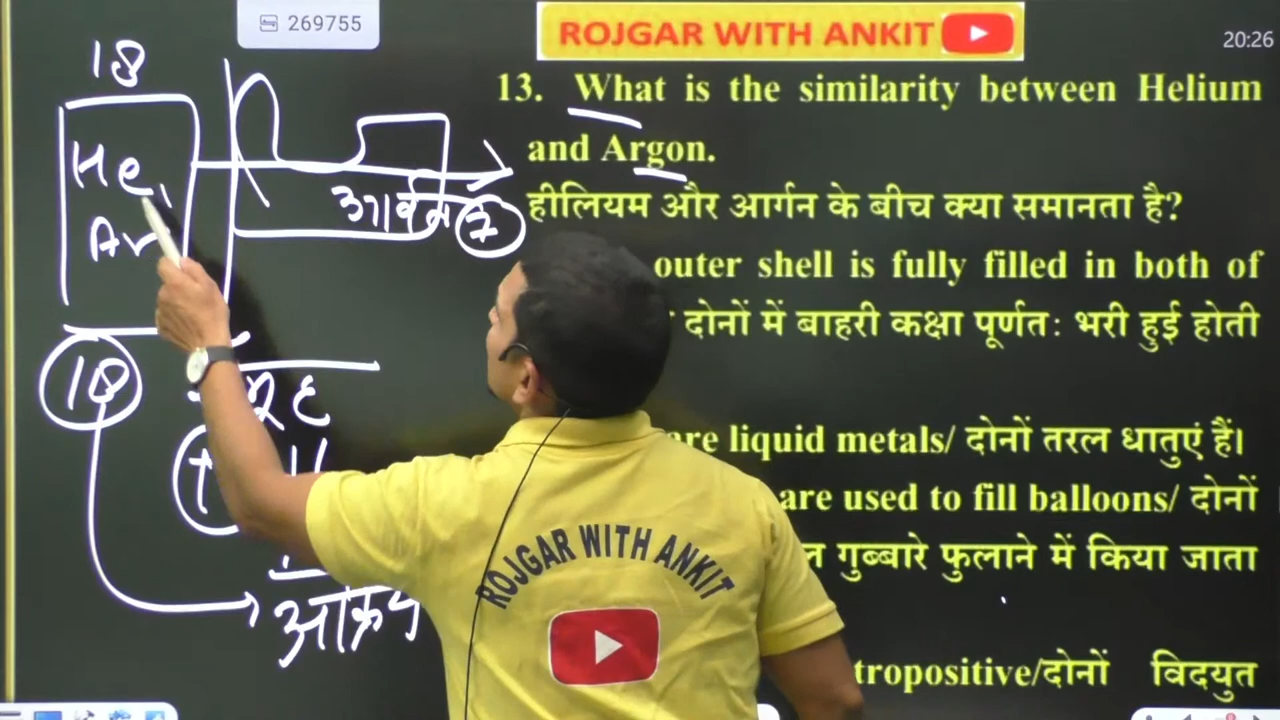 269755
ROJGAR WITH ANKIT
20:26
18
He,
Ar
18
13. What is the similarity between Helium
and Argon.
हीलियम और आर्गन के बीच क्या समानता है?
outer shell is fully filled in both of
दोनों में बाहरी कक्षा पूर्णत: भरी हुई होती
are liquid metals/ दोनों तरल धातुएं हैं।
are used to fill balloons/ दोनों
गुब्बारे फुलाने में किया जाता
tropositive/दोनों विदयुत
ROJGAR WITH ANKIT